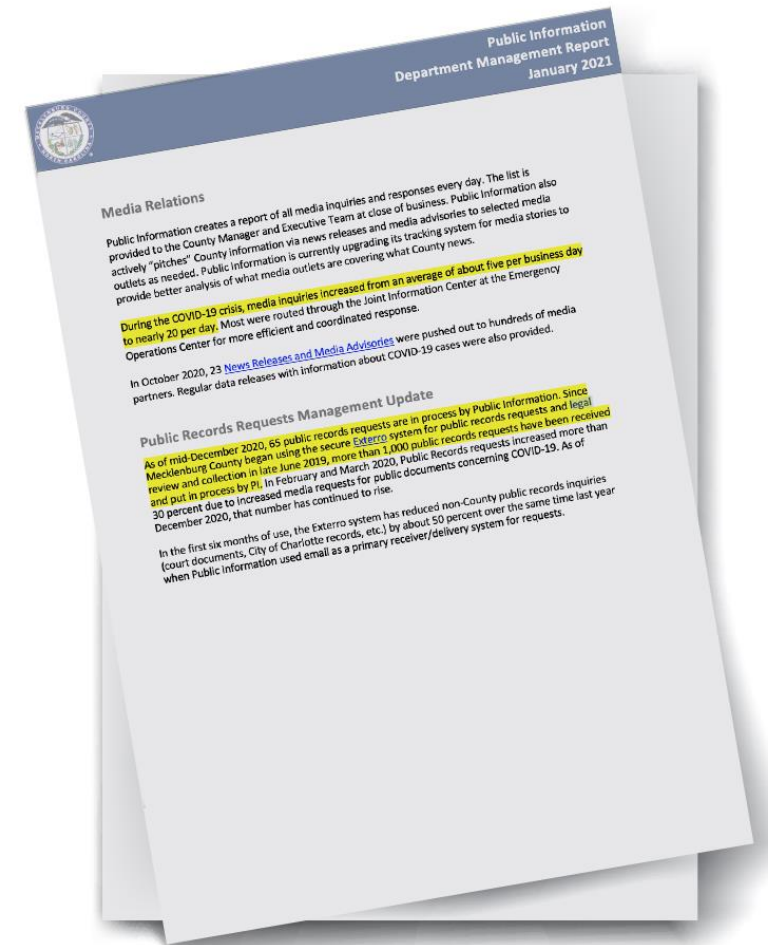 Public Information
Department Management Report
January 2021
Media Relations
Public Information creates a report of all media inquiries and responses every day. The list is
provided to the County Manager and Executive Team at close of business. Public Information also
actively "pitches" County information via news releases and media advisories to selected media
outlets as needed. Public Information is currently upgrading its tracking system for media stories to
provide better analysis of what media outlets are covering what County news.
During the COVID-19 crisis, media inquiries increased from an average of about five per business day
to nearly 20 per day. Most were routed through the Joint Information Center at the Emergency
Operations Center for more efficient and coordinated response.
In October 2020, 23 News Releases and Media Advisories were pushed out to hundreds of media
partners. Regular data releases with information about COVID-19 cases were also provided.
Public Records Requests Management Update
As of mid-December 2020, 65 public records requests are in process by Public Information. Since
Mecklenburg County began using the secure Exterro system for public records requests and legal
review and collection in late June 2019, more than 1,000 public records requests have been received
and put in process by PI. In February and March 2020, Public Records requests increased more than
30 percent due to increased media requests for public documents concerning COVID-19. As of
December 2020, that number has continued to rise.
In the first six months of use, the Exterro system has reduced non-County public records inquiries
(court documents, City of Charlotte records, etc.) by about 50 percent over the same time last year
when Public Information used email as a primary receiver/delivery system for requests.